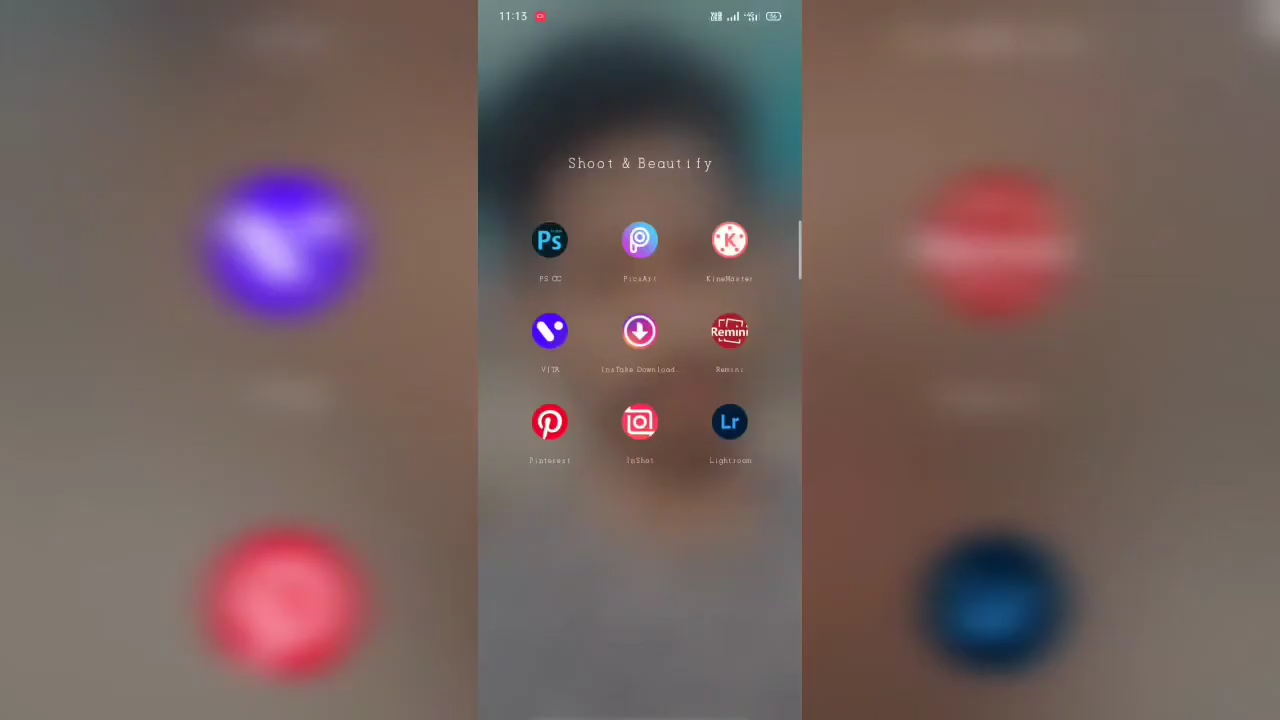 11:13
Shoot & Beautify
Ps
K
PS CC
PicsArt
KineMaster
Remini
VITA
InsTake Download..
Remini
Lr
Pinterest
InShot
Lightroom